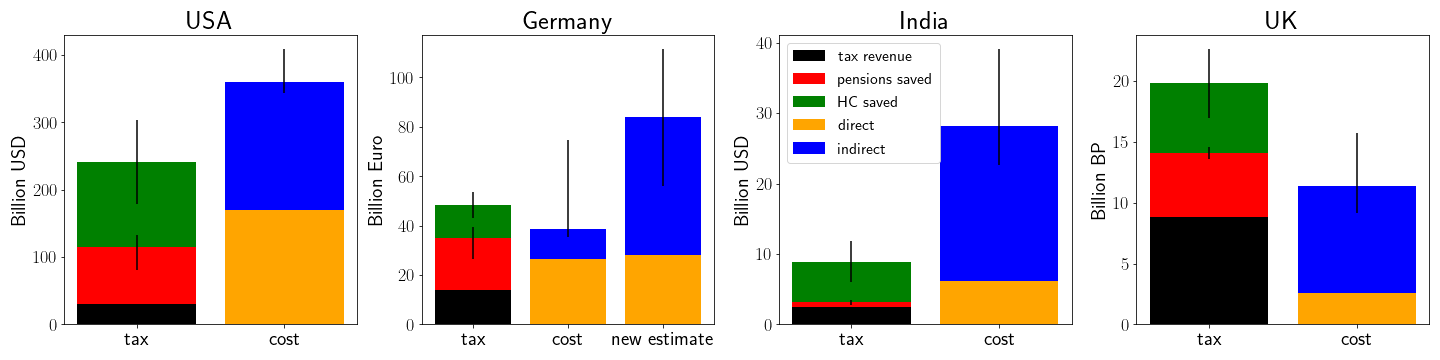 USA
Billion USD
400
300
200
100
0
tax cost
Germany
Billion Euro
100
80
60
40
20
0
tax cost new estimate
India
Billion USD
40
30
20
10
0
tax revenue
pensions saved
HC saved
direct
indirect
tax cost
UK
Billion BP
20
15
10
5
0
tax cost